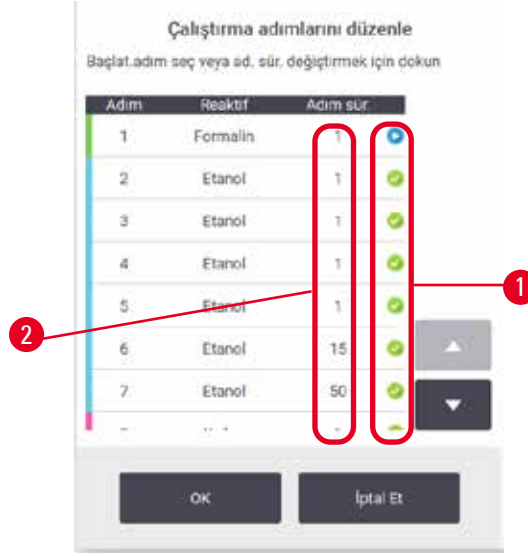 Çalıştırma adımlarını düzenle
Başlat.adım seç veya ad. sür. değiştirmek için dokun
Adım Reaktif Adım sür.
1 Formalin 1
2 Etanol 1
3 Etanol 1
4 Etanol 1
5 Etanol 1
6 Etanol 15
7 Etanol 50
1
2
OK İptal Et